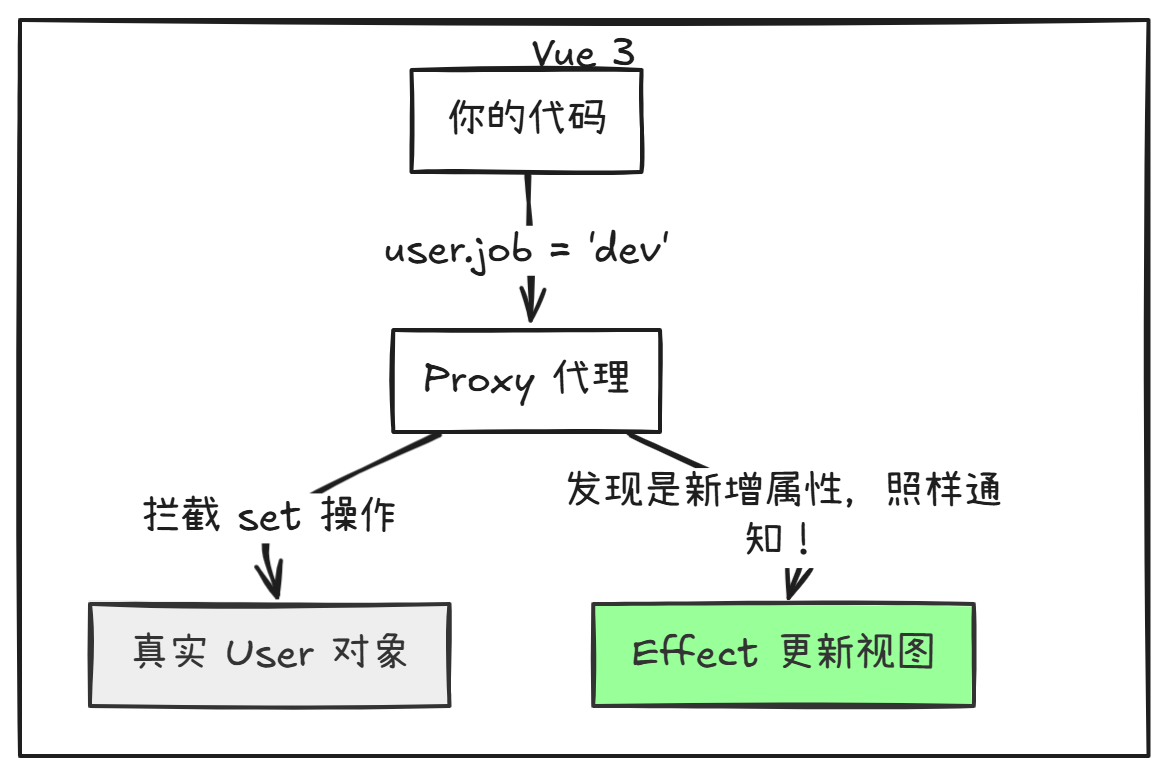 Vue 3
你的代码
user.job = 'dev'
Proxy 代理
拦截 set 操作
发现是新增属性，照样通
知！
真实 User 对象
Effect 更新视图